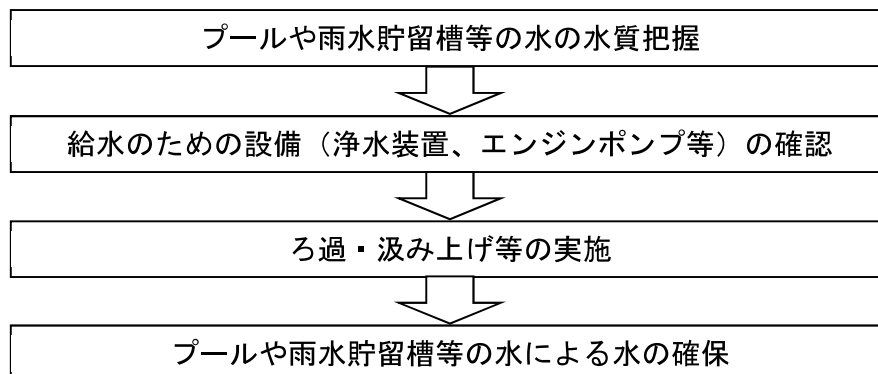 プールや雨水貯留槽等の水の水質把握
給水のための設備（浄水装置、エンジンポンプ等）の確認
ろ過・汲み上げ等の実施
プールや雨水貯留槽等の水による水の確保